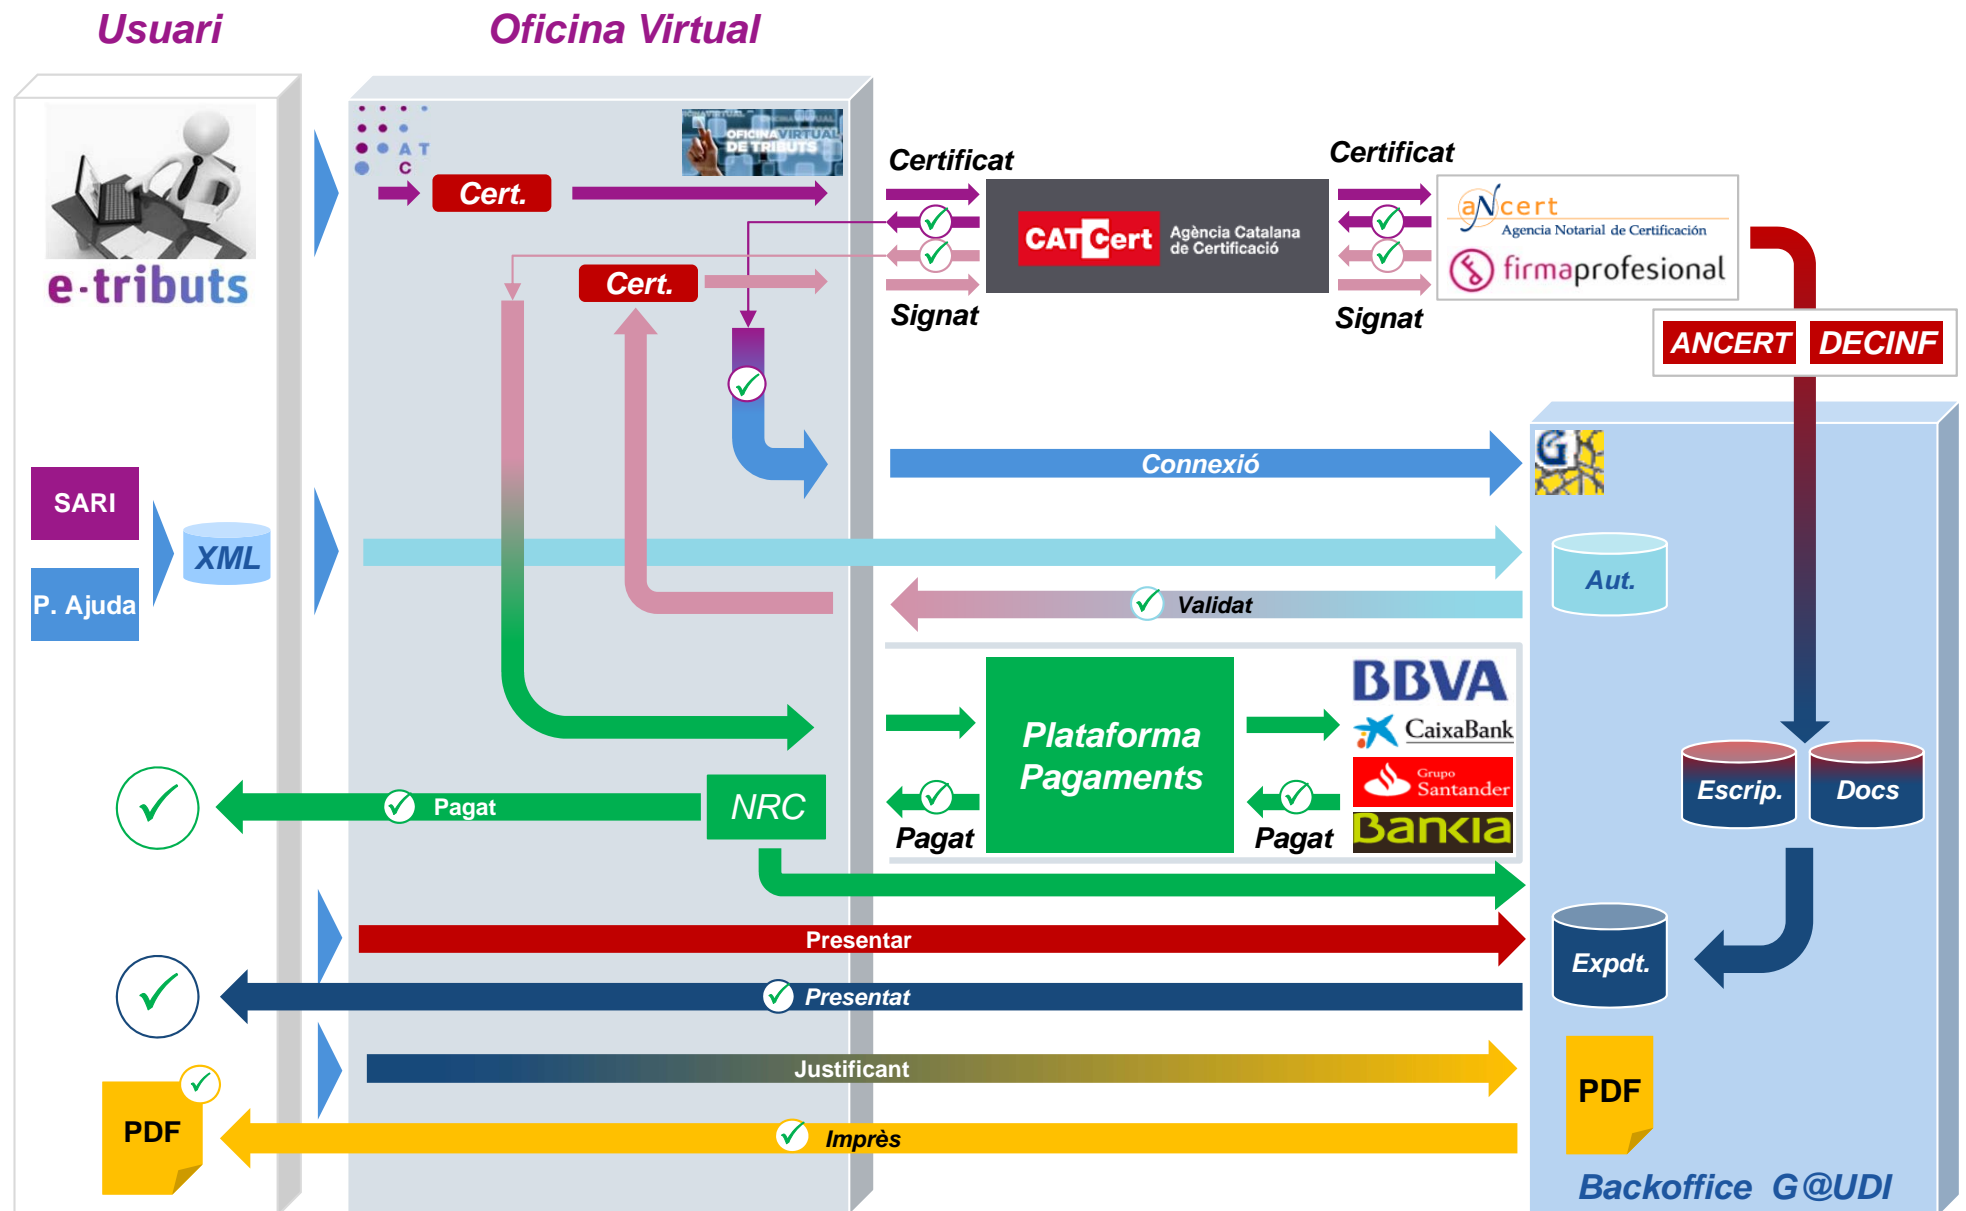 Usuari
Oficina Virtual
A T
C
OFICINA VIRTUAL
DE TRIBUTS
e-tributs
Cert.
Certificat
Certificat
CATCert
Agència Catalana
de Certificació
aNcert
Agencia Notarial de Certificación
firmaprofesional
Cert.
Signat
Signat
ANCERT
DECINF
Connexió
G
SARI
XML
P. Ajuda
Aut.
Validat
Plataforma
Pagaments
BBVA
CaixaBank
Grupo
Santander
Bankia
Pagat
NRC
Pagat
Pagat
Escrip.
Docs
Presentar
Expdt.
Presentat
Justificant
PDF
PDF
Imprès
Backoffice G@UDI